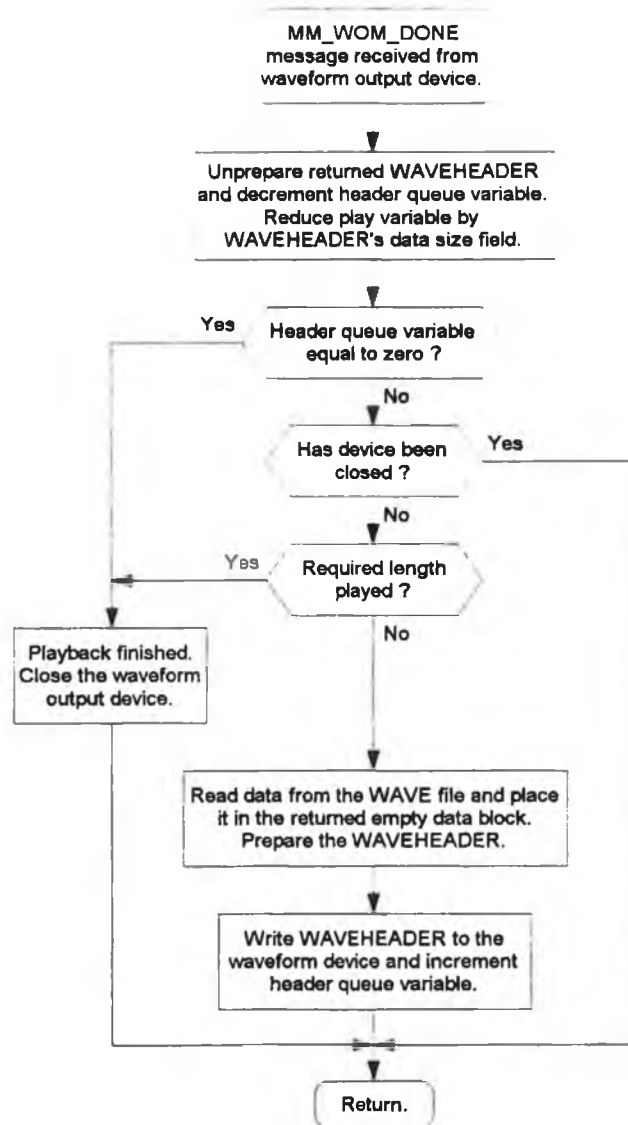 MM_WOM_DONE
message received from
waveform output device.
Unprepare returned WAVEHEADER
and decrement header queue variable.
Reduce play variable by
WAVEHEADER's data size field.
Yes
Header queue variable
equal to zero ?
No
Has device been
closed ?
Yes
No
Yes
Required length
played ?
No
Playback finished.
Close the waveform
output device.
Read data from the WAVE file and place
it in the returned empty data block.
Prepare the WAVEHEADER.
Write WAVEHEADER to the
waveform device and increment
header queue variable.
Return.